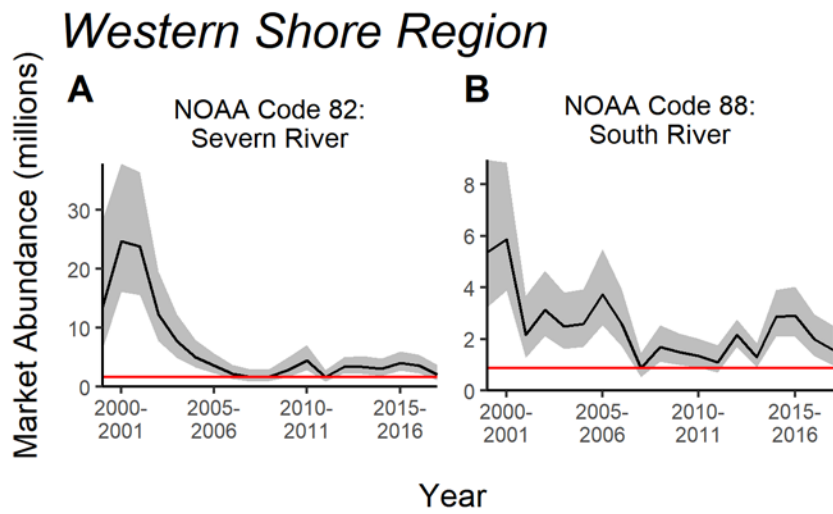 Western Shore Region
Market Abundance (millions)
A
NOAA Code 82:
Severn River
30
20
10
0
2000-
2001
2005-
2006
2010-
2011
2015-
2016
B
NOAA Code 88:
South River
8
6
4
2
0
2000-
2001
2005-
2006
2010-
2011
2015-
2016
Year